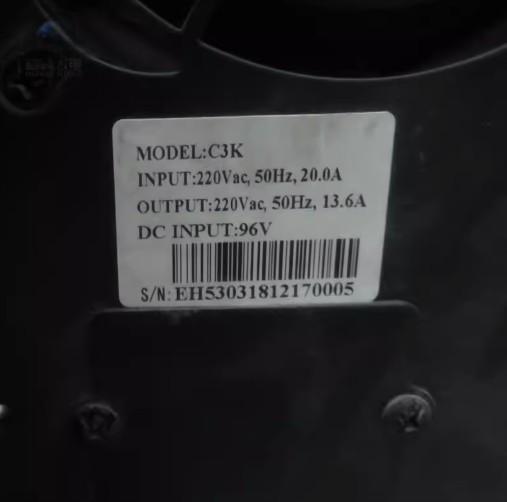 MODEL:C3K
INPUT:220Vac, 50Hz, 20.0A
OUTPUT:220Vac, 50Hz, 13.6A
DC INPUT:96V
S/N: EH53031812170005